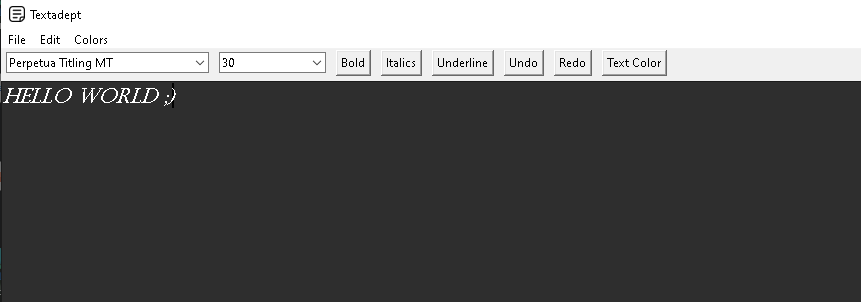 Textadept
File Edit Colors
Perpetua Titling MT 30 Bold Italics Underline Undo Redo Text Color
HELLO WORLD ;)